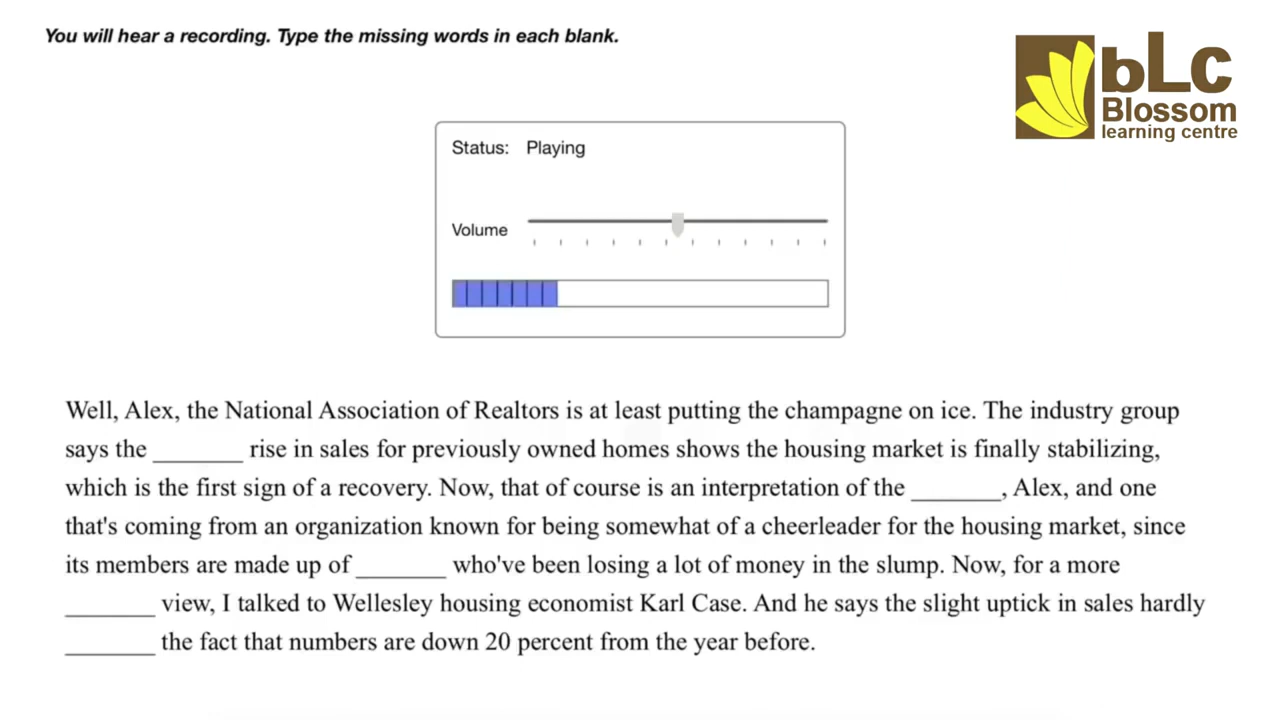 You will hear a recording. Type the missing words in each blank.
bLc
Blossom
learning centre
Status: Playing
Volume
Well, Alex, the National Association of Realtors is at least putting the champagne on ice. The industry group
says the _______ rise in sales for previously owned homes shows the housing market is finally stabilizing,
which is the first sign of a recovery. Now, that of course is an interpretation of the _______, Alex, and one
that's coming from an organization known for being somewhat of a cheerleader for the housing market, since
its members are made up of _______ who've been losing a lot of money in the slump. Now, for a more
_______ view, I talked to Wellesley housing economist Karl Case. And he says the slight uptick in sales hardly
_______ the fact that numbers are down 20 percent from the year before.